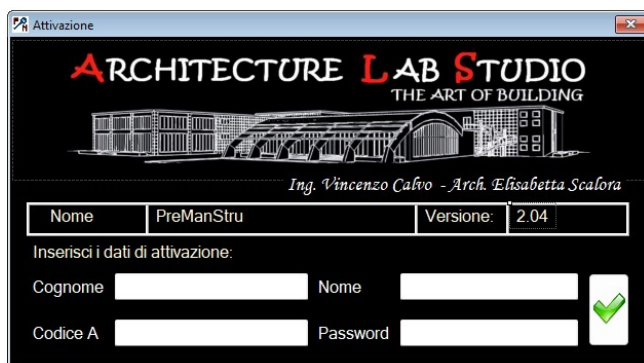 Attivazione
ARCHITECTURE LAB STUDIO
THE ART OF BUILDING
Ing. Vincenzo Calvo - Arch. Elisabetta Scalora
Nome PreManStru Versione: 2.04
Inserisci i dati di attivazione:
Cognome Nome
Codice A Password